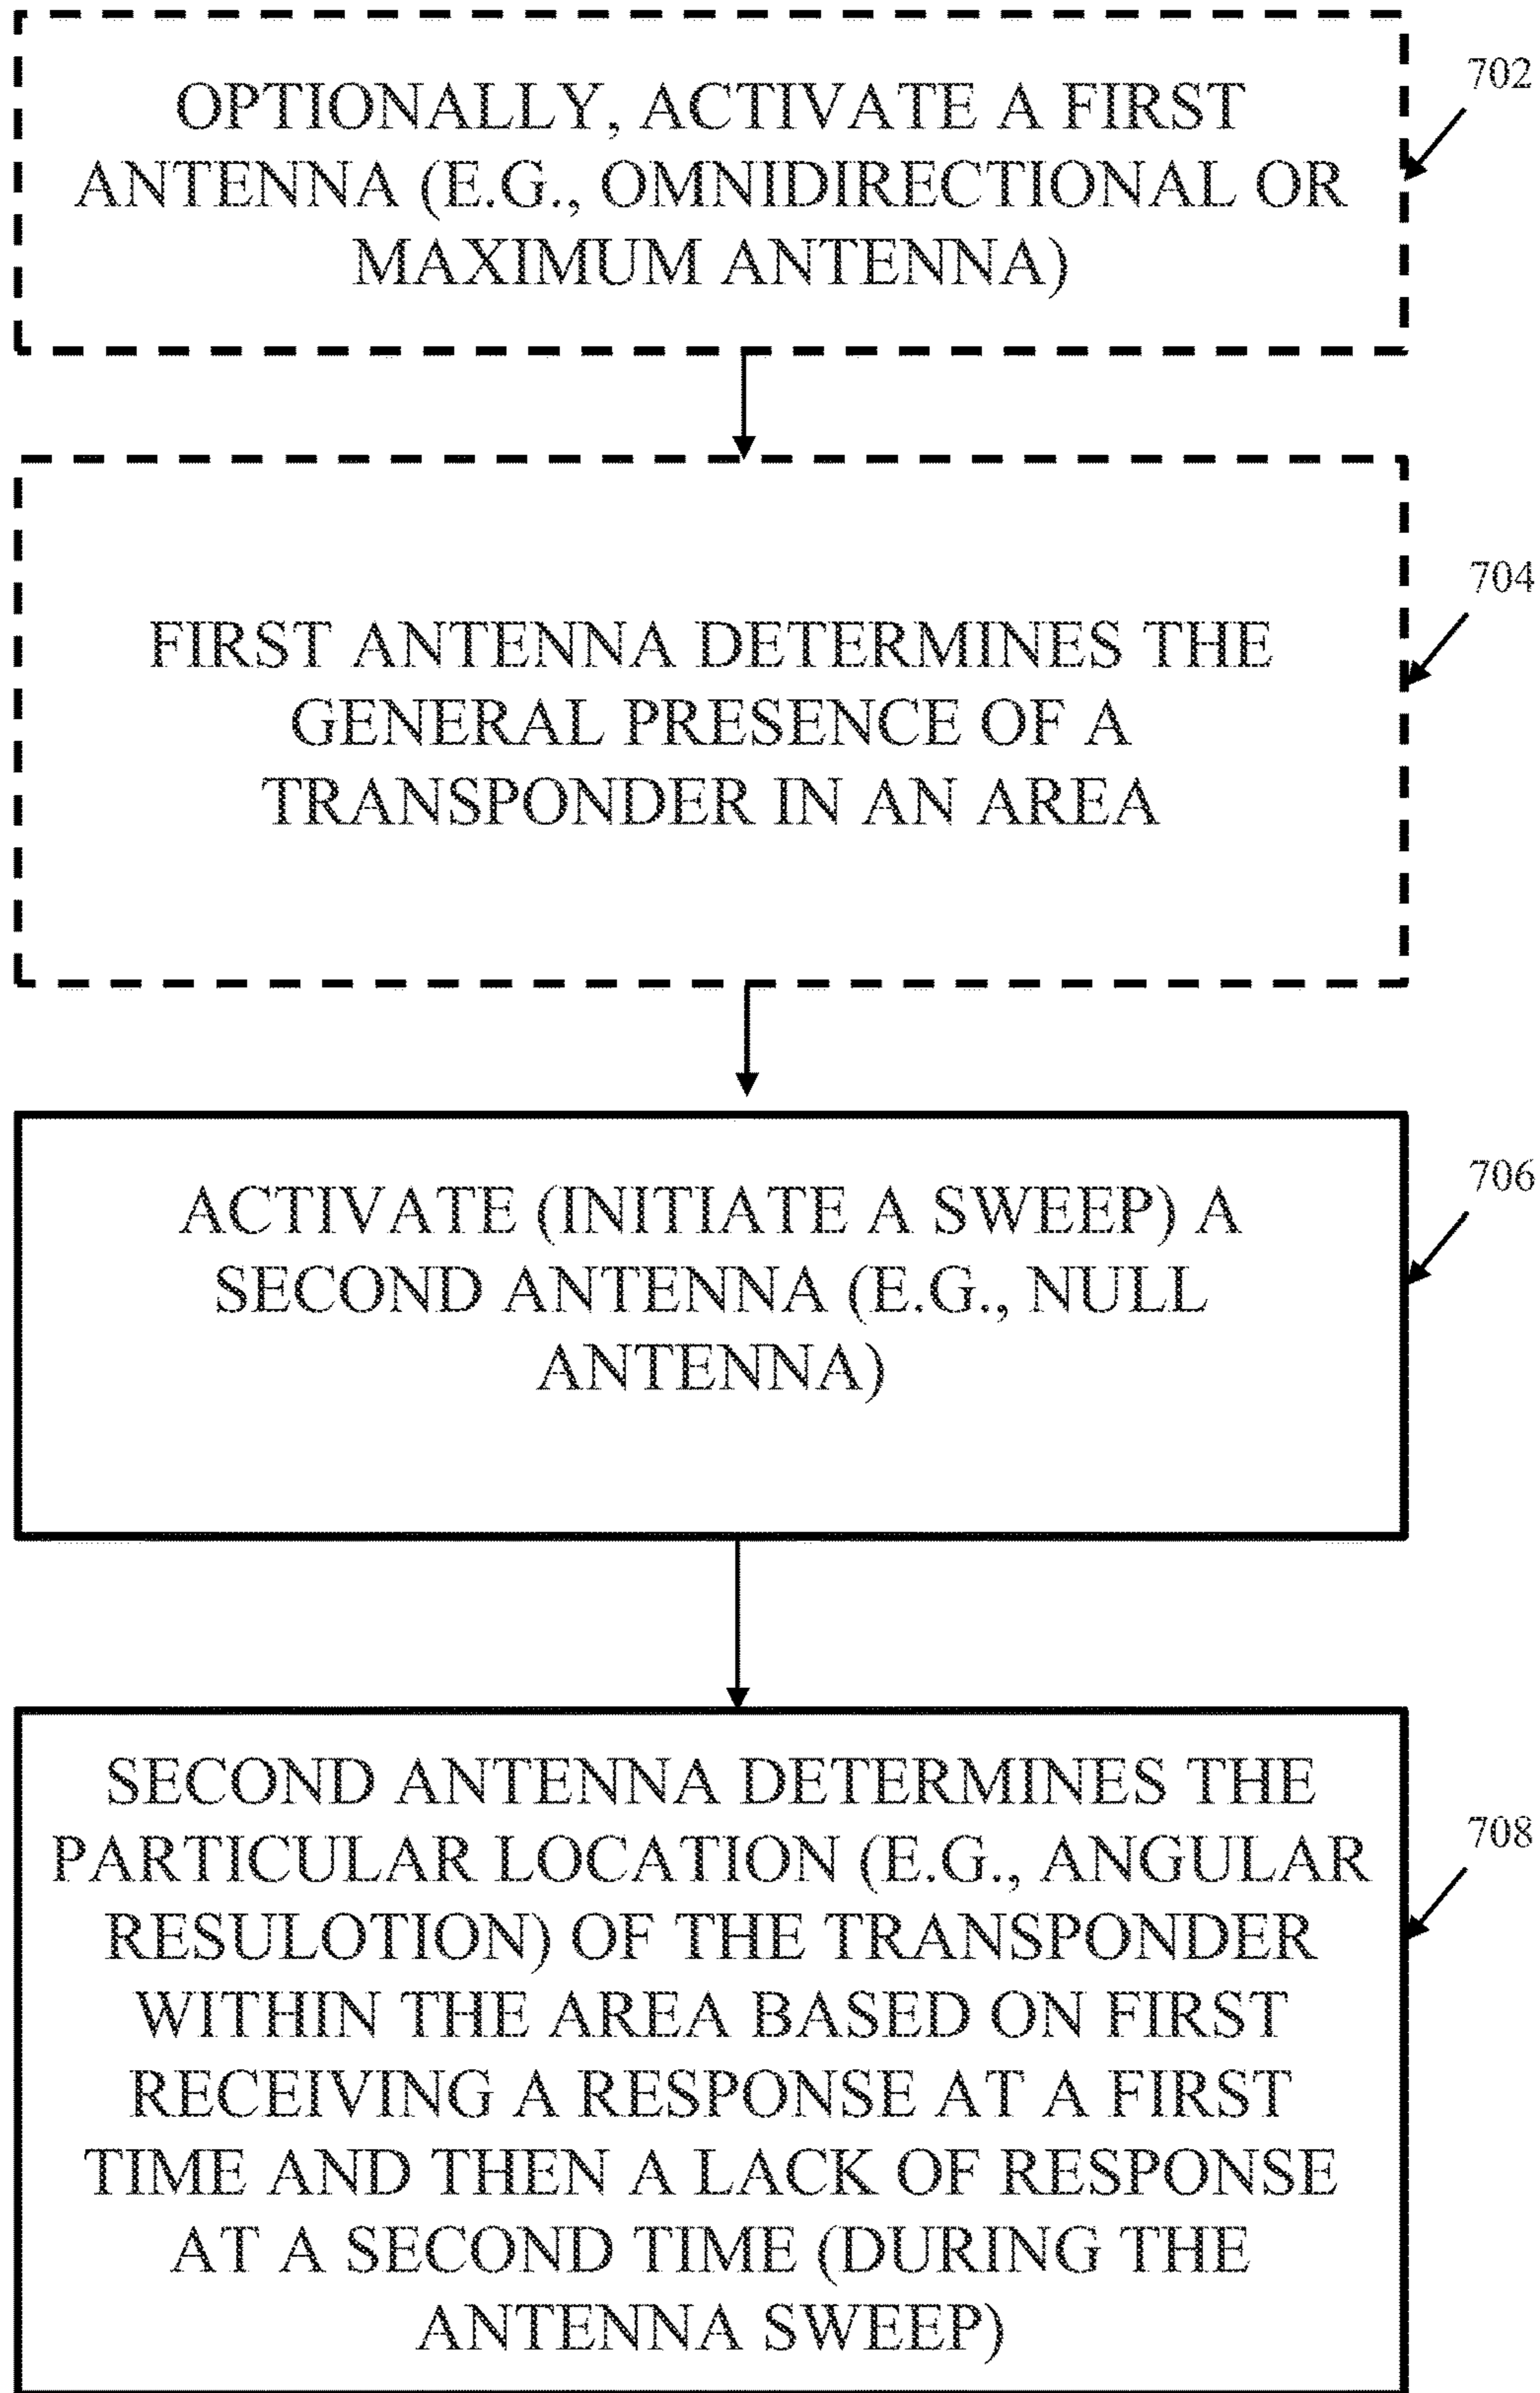 OPTIONALLY, ACTIVATE A FIRST
ANTENNA (E.G., OMNIDIRECTIONAL OR
MAXIMUM ANTENNA)
702
FIRST ANTENNA DETERMINES THE
GENERAL PRESENCE OF A
TRANSPONDER IN AN AREA
704
ACTIVATE (INITIATE A SWEEP) A
SECOND ANTENNA (E.G., NULL
ANTENNA)
706
SECOND ANTENNA DETERMINES THE
PARTICULAR LOCATION (E.G., ANGULAR
RESULOTION) OF THE TRANSPONDER
WITHIN THE AREA BASED ON FIRST
RECEIVING A RESPONSE AT A FIRST
TIME AND THEN A LACK OF RESPONSE
AT A SECOND TIME (DURING THE
ANTENNA SWEEP)
708